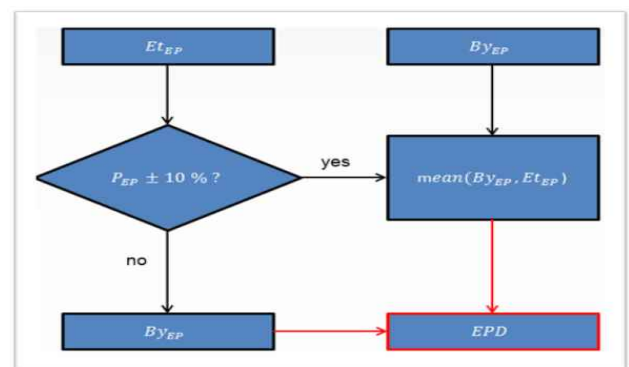 Et_EP
By_EP
P_EP ± 10 % ?
yes
mean(By_EP, Et_EP)
no
By_EP
EPD